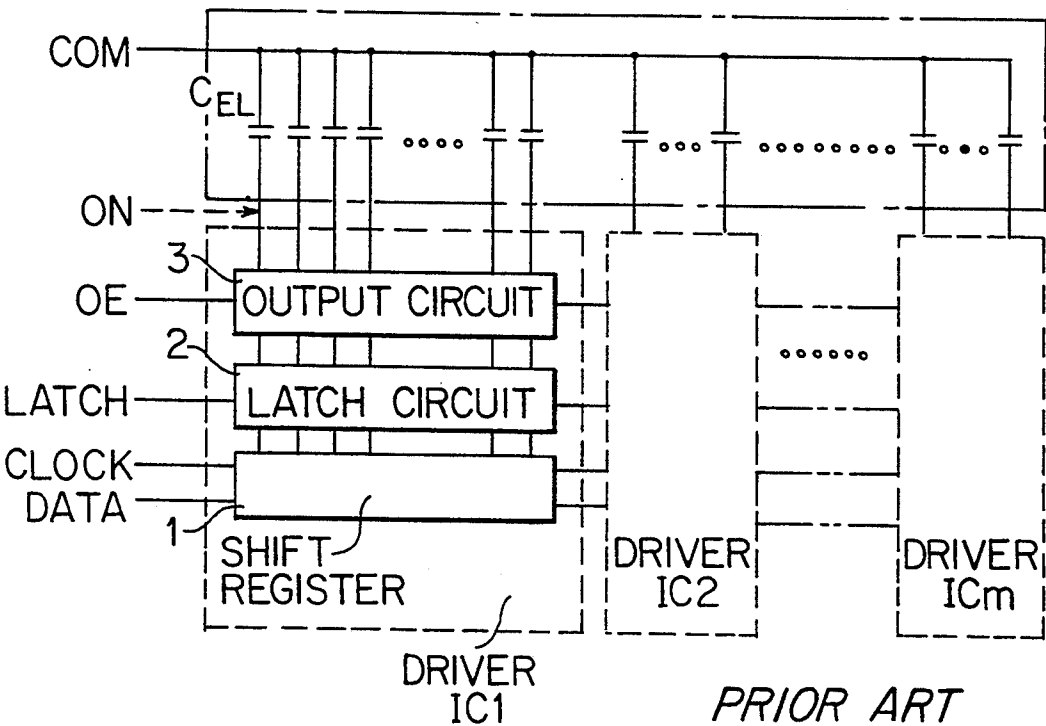 COM
CEL
ON
3
OE
OUTPUT CIRCUIT
2
LATCH
LATCH CIRCUIT
CLOCK
DATA
1
SHIFT
REGISTER
DRIVER
IC1
DRIVER
IC2
DRIVER
ICm
PRIOR ART